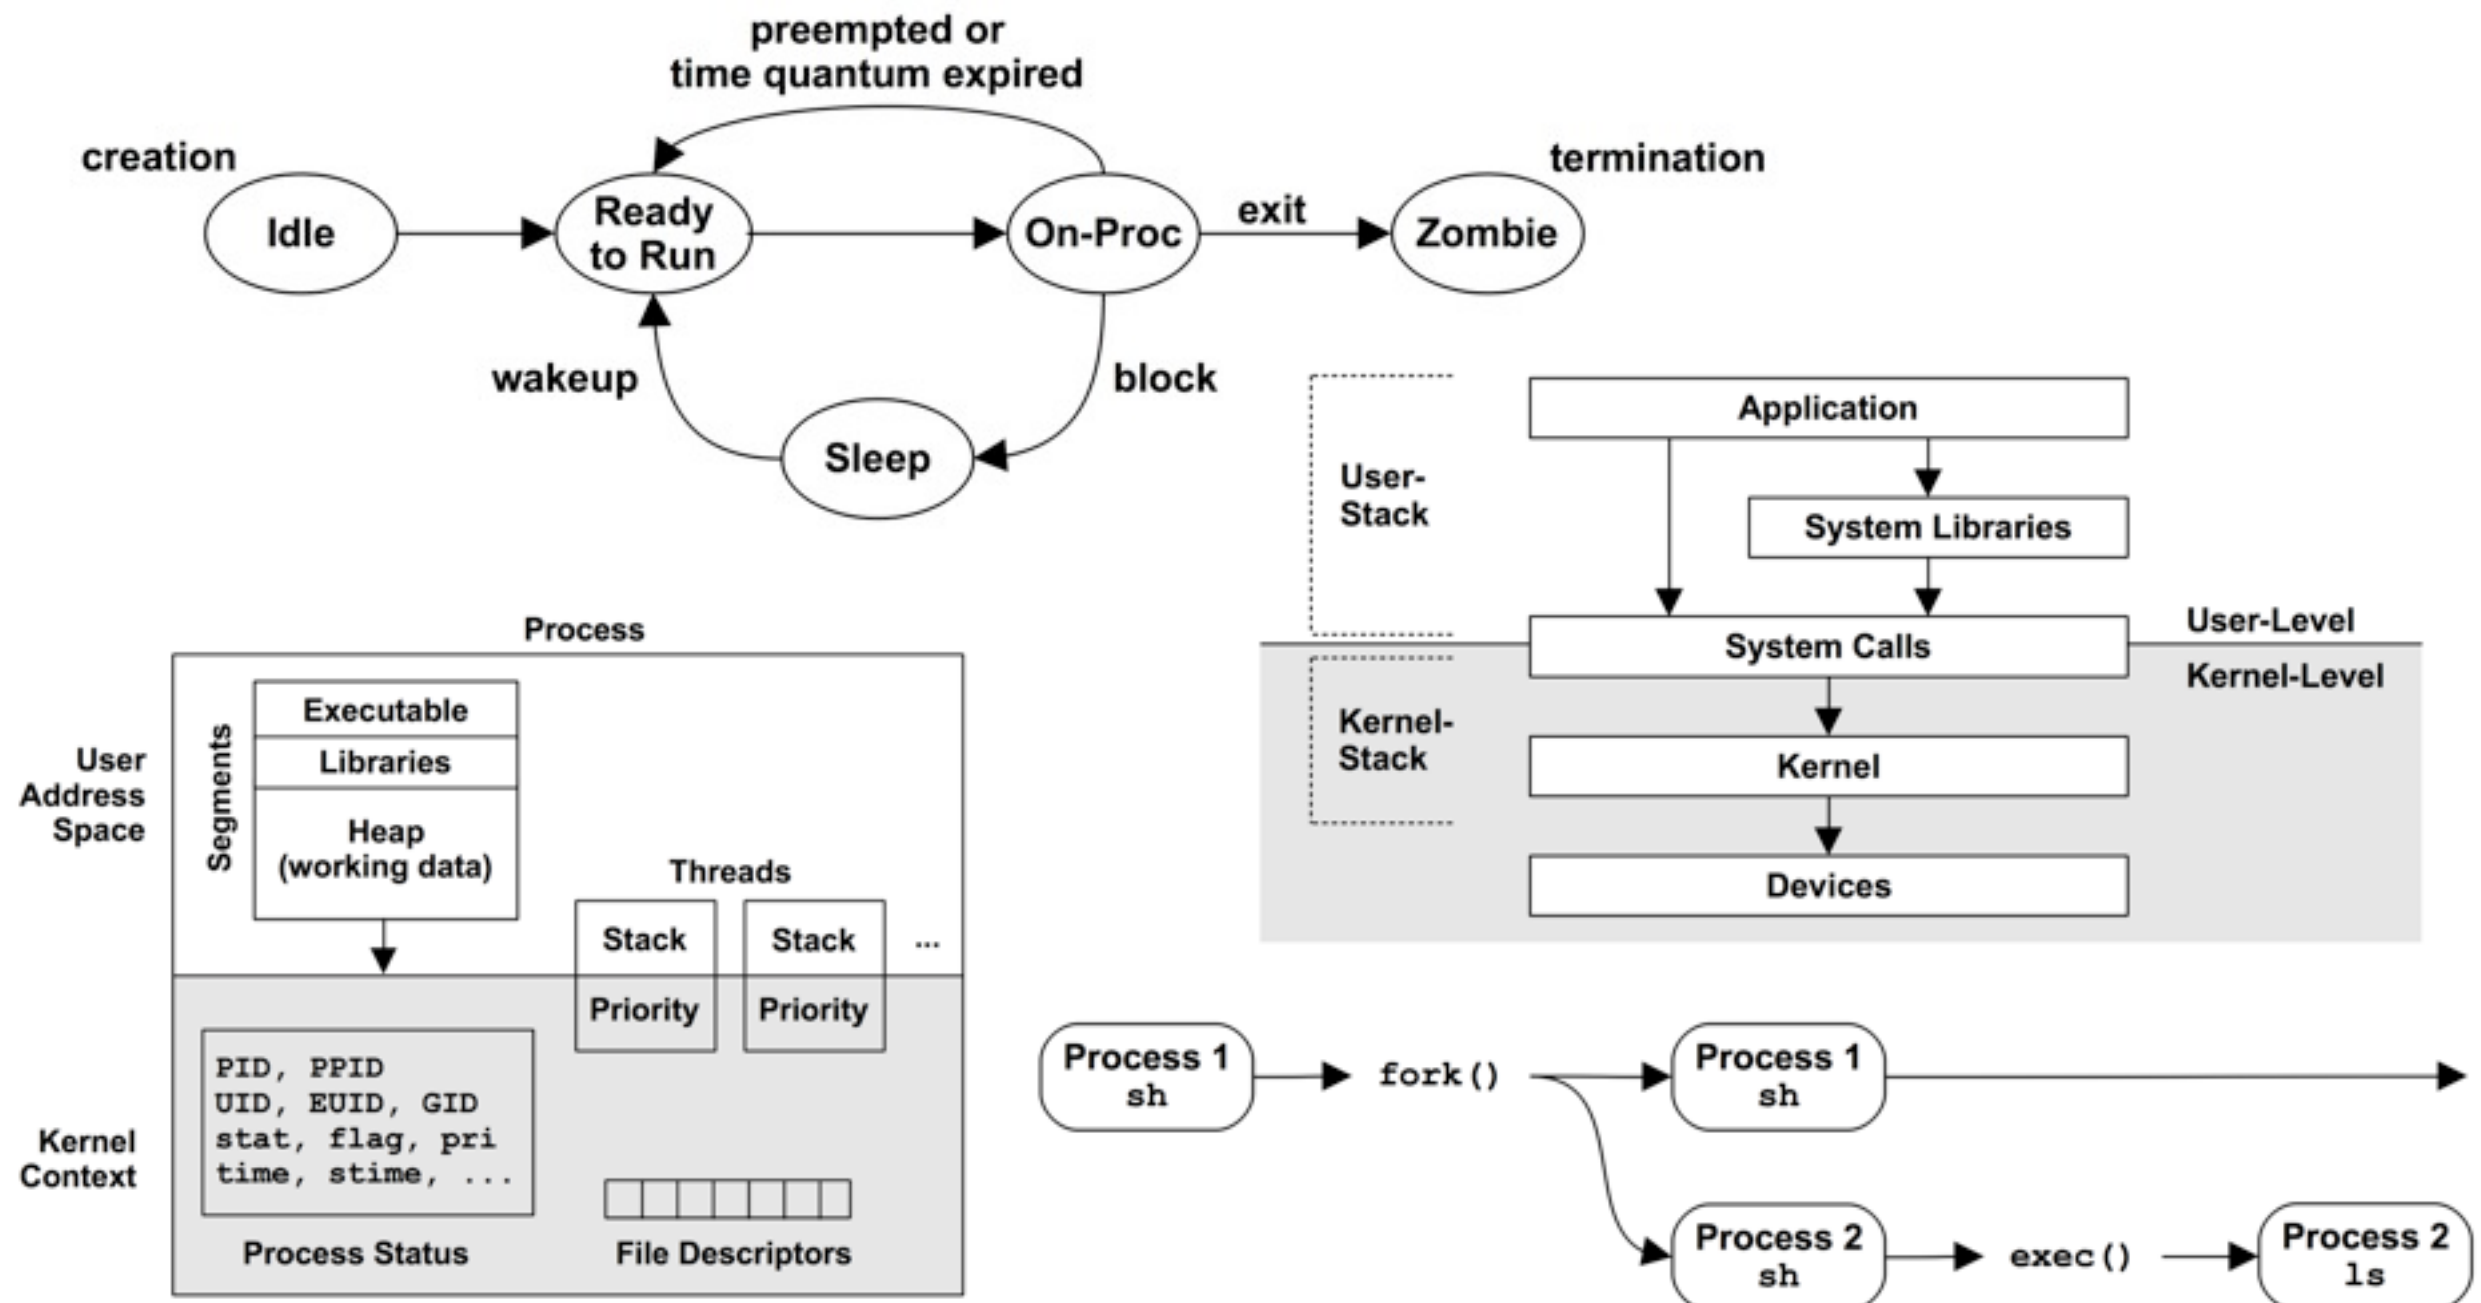 preempted or
time quantum expired
creation
termination
Idle
Ready
to Run
On-Proc
exit
Zombie
wakeup
block
Sleep
Application
User-
Stack
System Libraries
System Calls
User-Level
Kernel-Level
Kernel-
Stack
Kernel
Devices
Process
User
Address
Space
Segments
Executable
Libraries
Heap
(working data)
Threads
Stack
Stack
...
Priority
Priority
Kernel
Context
PID, PPID
UID, EUID, GID
stat, flag, pri
time, stime, ...
Process Status
File Descriptors
Process 1
sh
fork()
Process 1
sh
Process 2
sh
exec()
Process 2
ls